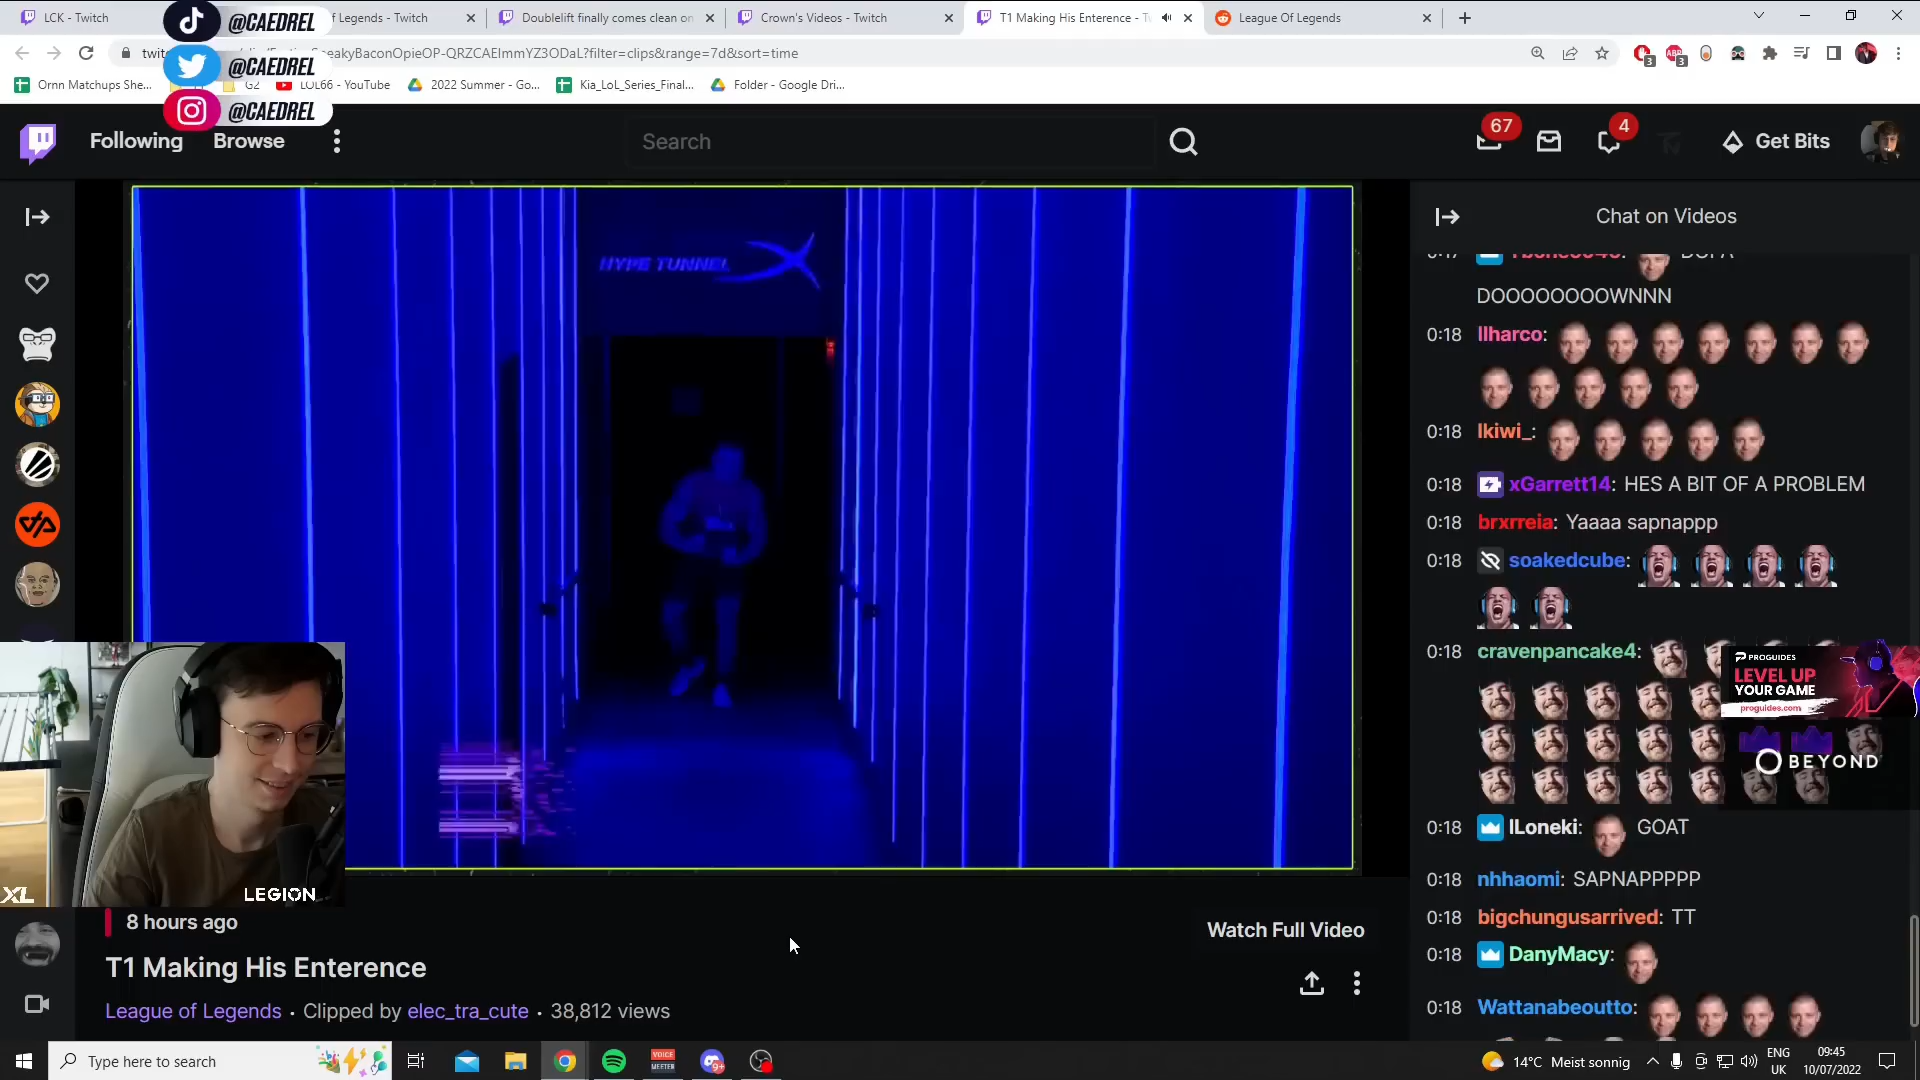 LCK - Twitch
f Legends - Twitch
Doublelift finally comes clean on
Crown's Videos - Twitch
T1 Making His Enterence - T
League Of Legends
@CAEDREL
@CAEDREL
@CAEDREL
twit
eakyBaconOpieOP-QRZCAElmmYZ3ODaL?filter=clips&range=7d&sort=time
3
3
Ornn Matchups She...
G2
LOL66 - YouTube
2022 Summer - Go...
Kia_LoL_Series_Final...
Folder - Google Dri...
Following
Browse
Search
67
4
Get Bits
HYPE TUNNEL
Chat on Videos
DOOOOOOOOWNNN
0:18 llharco:
0:18 lkiwi_:
0:18 xGarrett14: HES A BIT OF A PROBLEM
0:18 brxrreia: Yaaaa sapnappp
0:18 soakedcube:
0:18 cravenpancake4:
PROGUIDES
LEVEL UP
YOUR GAME
proguides.com
BEYOND
0:18 lLoneki: GOAT
0:18 nhhaomi: SAPNAPPPPP
0:18 bigchungusarrived: TT
0:18 DanyMacy:
0:18 Wattanabeoutto:
XL
LEGION
8 hours ago
Watch Full Video
T1 Making His Enterence
League of Legends • Clipped by elec_tra_cute • 38,812 views
Type here to search
VOICE
MEETER
9+
14°C Meist sonnig
ENG
UK
09:45
10/07/2022